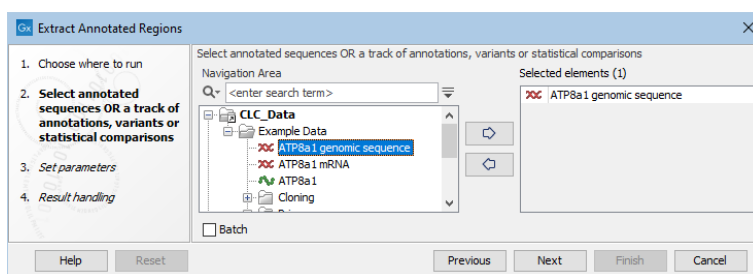 Gx Extract Annotated Regions
1. Choose where to run
2. Select annotated
sequences OR a track of
annotations, variants or
statistical comparisons
3. Set parameters
4. Result handling
Select annotated sequences OR a track of annotations, variants or statistical comparisons
Navigation Area
<enter search term>
CLC_Data
Example Data
ATP8a1 genomic sequence
ATP8a1 mRNA
ATP8a1
Cloning
Batch
Selected elements (1)
ATP8a1 genomic sequence
Help Reset Previous Next Finish Cancel